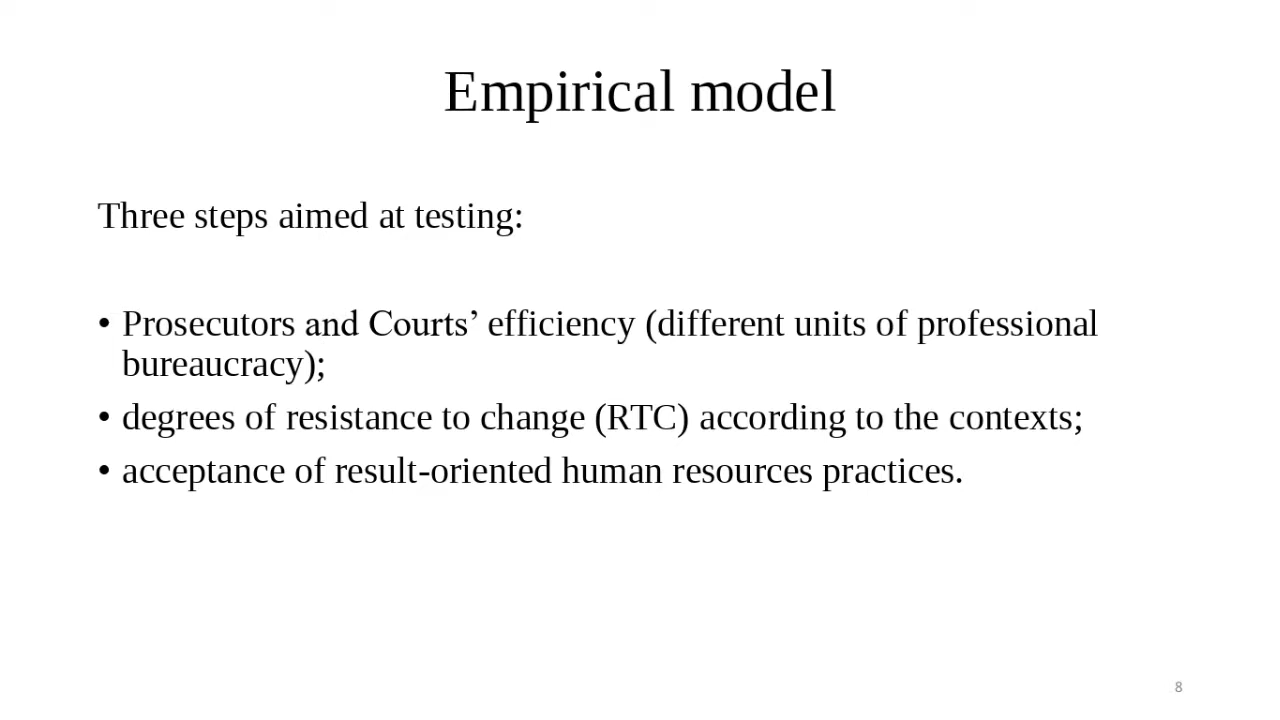 Empirical model
Three steps aimed at testing:
• Prosecutors and Courts’ efficiency (different units of professional
bureaucracy);
• degrees of resistance to change (RTC) according to the contexts;
• acceptance of result-oriented human resources practices.
8